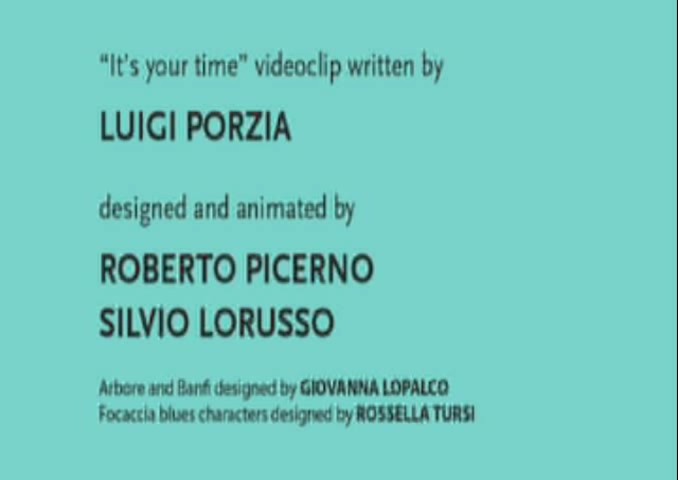 “It's your time” videoclip written by
LUIGI PORZIA
designed and animated by
ROBERTO PICERNO
SILVIO LORUSSO
Arbore and Banfi designed by GIOVANNA LOPALCO
Focaccia blues characters designed by ROSSELLA TURSI